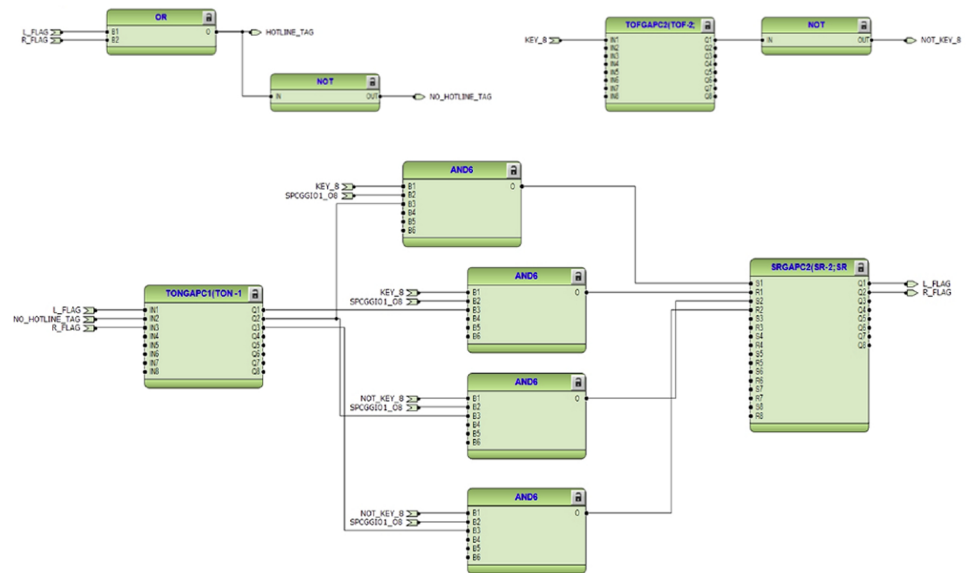 OR
L_FLAG B1 O HOTLINE_TAG
R_FLAG B2
NOT
IN OUT NO_HOTLINE_TAG
TOFGAPC2(TOF-2;
KEY_8 IN1 Q1
IN2 Q2
IN3 Q3
IN4 Q4
IN5 Q5
IN6 Q6
IN7 Q7
IN8 Q8
NOT
IN OUT NOT_KEY_8
AND6
KEY_8 B1 O
SPCGGIO1_O8 B2
B3
B4
B5
B6
TONGAPC1(TON-1
L_FLAG IN1 Q1
NO_HOTLINE_TAG IN2 Q2
R_FLAG IN3 Q3
IN4 Q4
IN5 Q5
IN6 Q6
IN7 Q7
IN8 Q8
AND6
KEY_8 B1 O
SPCGGIO1_O8 B2
B3
B4
B5
B6
AND6
NOT_KEY_8 B1 O
SPCGGIO1_O8 B2
B3
B4
B5
B6
AND6
NOT_KEY_8 B1 O
SPCGGIO1_O8 B2
B3
B4
B5
B6
SRGAPC2(SR-2;SR
S1 Q1 L_FLAG
R1 Q2 R_FLAG
S2 Q3
R2 Q4
S3 Q5
R3 Q6
S4 Q7
R4 Q8
S5
R5
S6
R6
S7
R7
S8
R8